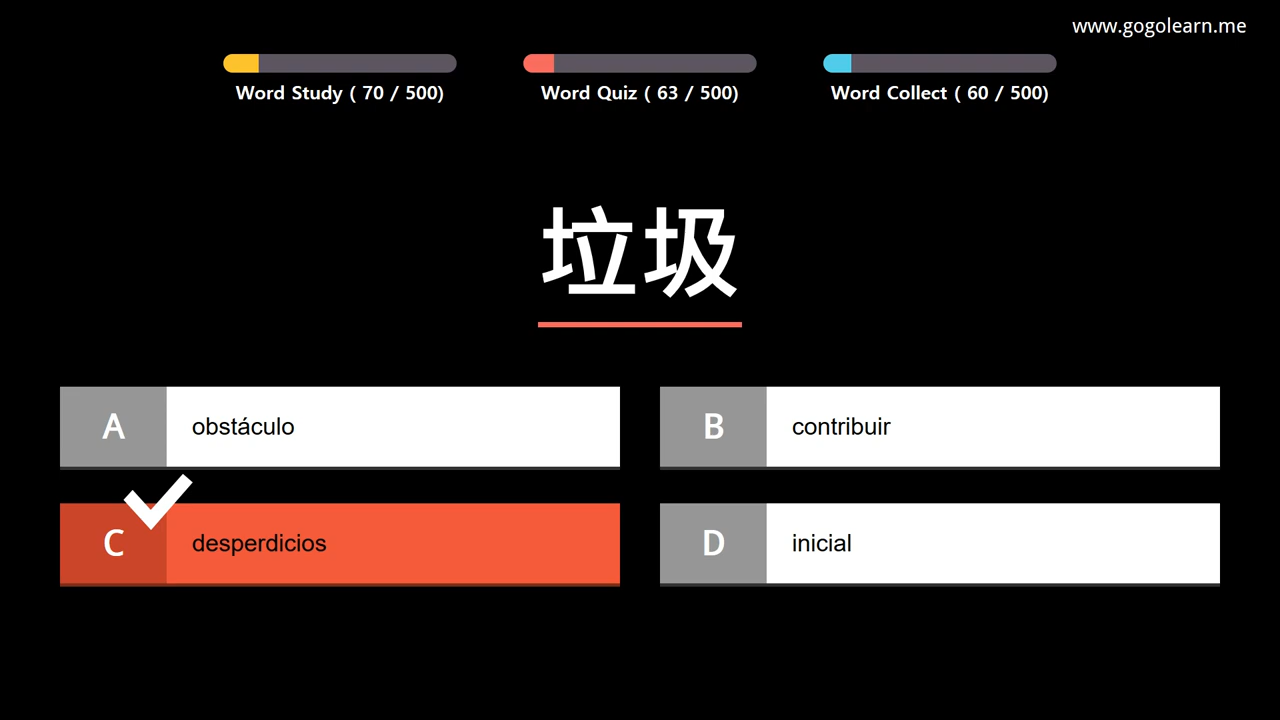 www.gogolearn.me
Word Study ( 70 / 500)
Word Quiz ( 63 / 500)
Word Collect ( 60 / 500)
垃圾
A obstáculo
B contribuir
C desperdicios
D inicial